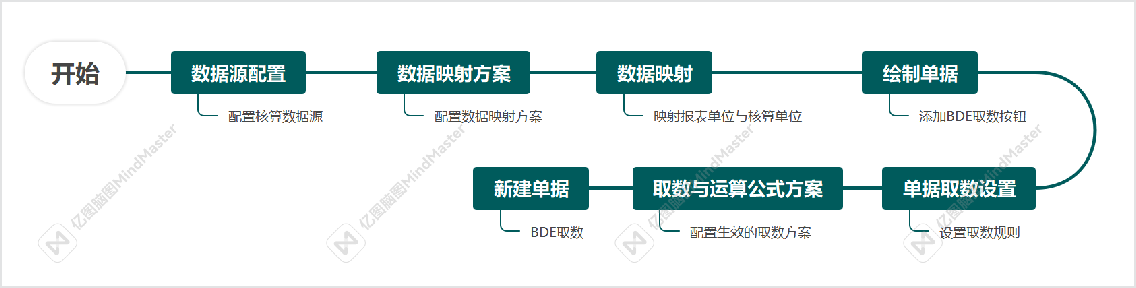 开始
数据源配置
配置核算数据源
数据映射方案
配置数据映射方案
数据映射
映射报表单位与核算单位
绘制单据
添加BDE取数按钮
单据取数设置
设置取数规则
取数与运算公式方案
配置生效的取数方案
新建单据
BDE取数
亿图脑图MindMaster
亿图脑图MindMaster
亿图脑图MindMaster
亿图脑图MindMaster